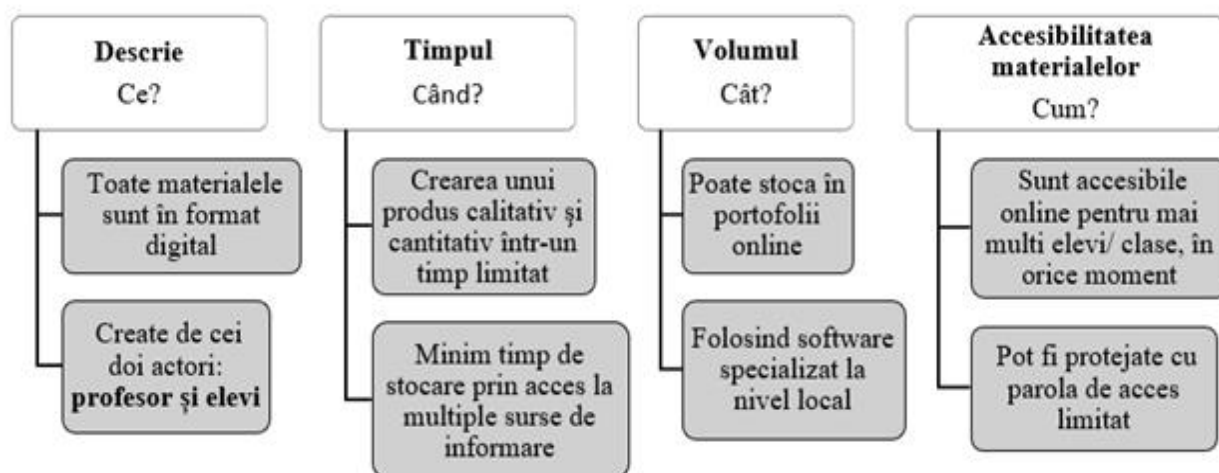 Descrie
Ce?
Toate materialele
sunt în format
digital
Create de cei
doi actori:
profesor și elevi
Timpul
Când?
Crearea unui
produs calitativ şi
cantitativ într-un
timp limitat
Minim timp de
stocare prin acces la
multiple surse de
informare
Volumul
Cât?
Poate stoca în
portofolii
online
Folosind software
specializat la
nivel local
Accesibilitatea
materialelor
Cum?
Sunt accesibile
online pentru mai
multi elevi/ clase, în
orice moment
Pot fi protejate cu
parola de acces
limitat